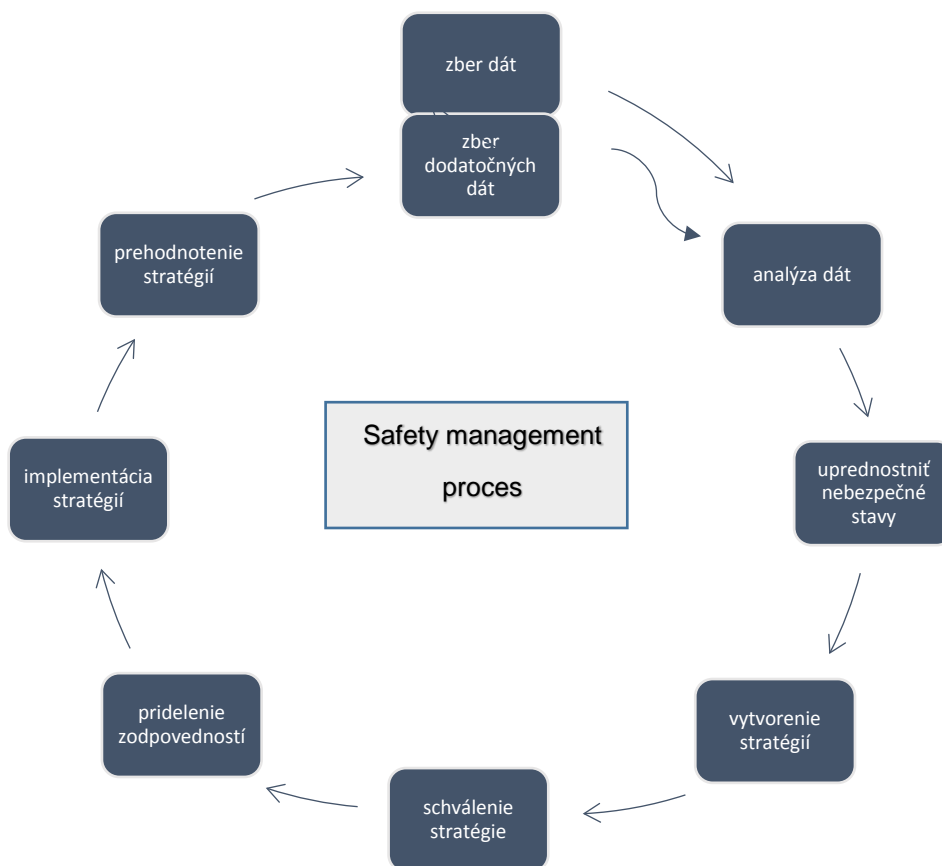 zber dát
zber
dodatočných
dát
analýza dát
uprednostniť
nebezpečné
stavy
vytvorenie
stratégií
schválenie
stratégie
pridelenie
zodpovedností
implementácia
stratégií
prehodnotenie
stratégií
Safety management
proces